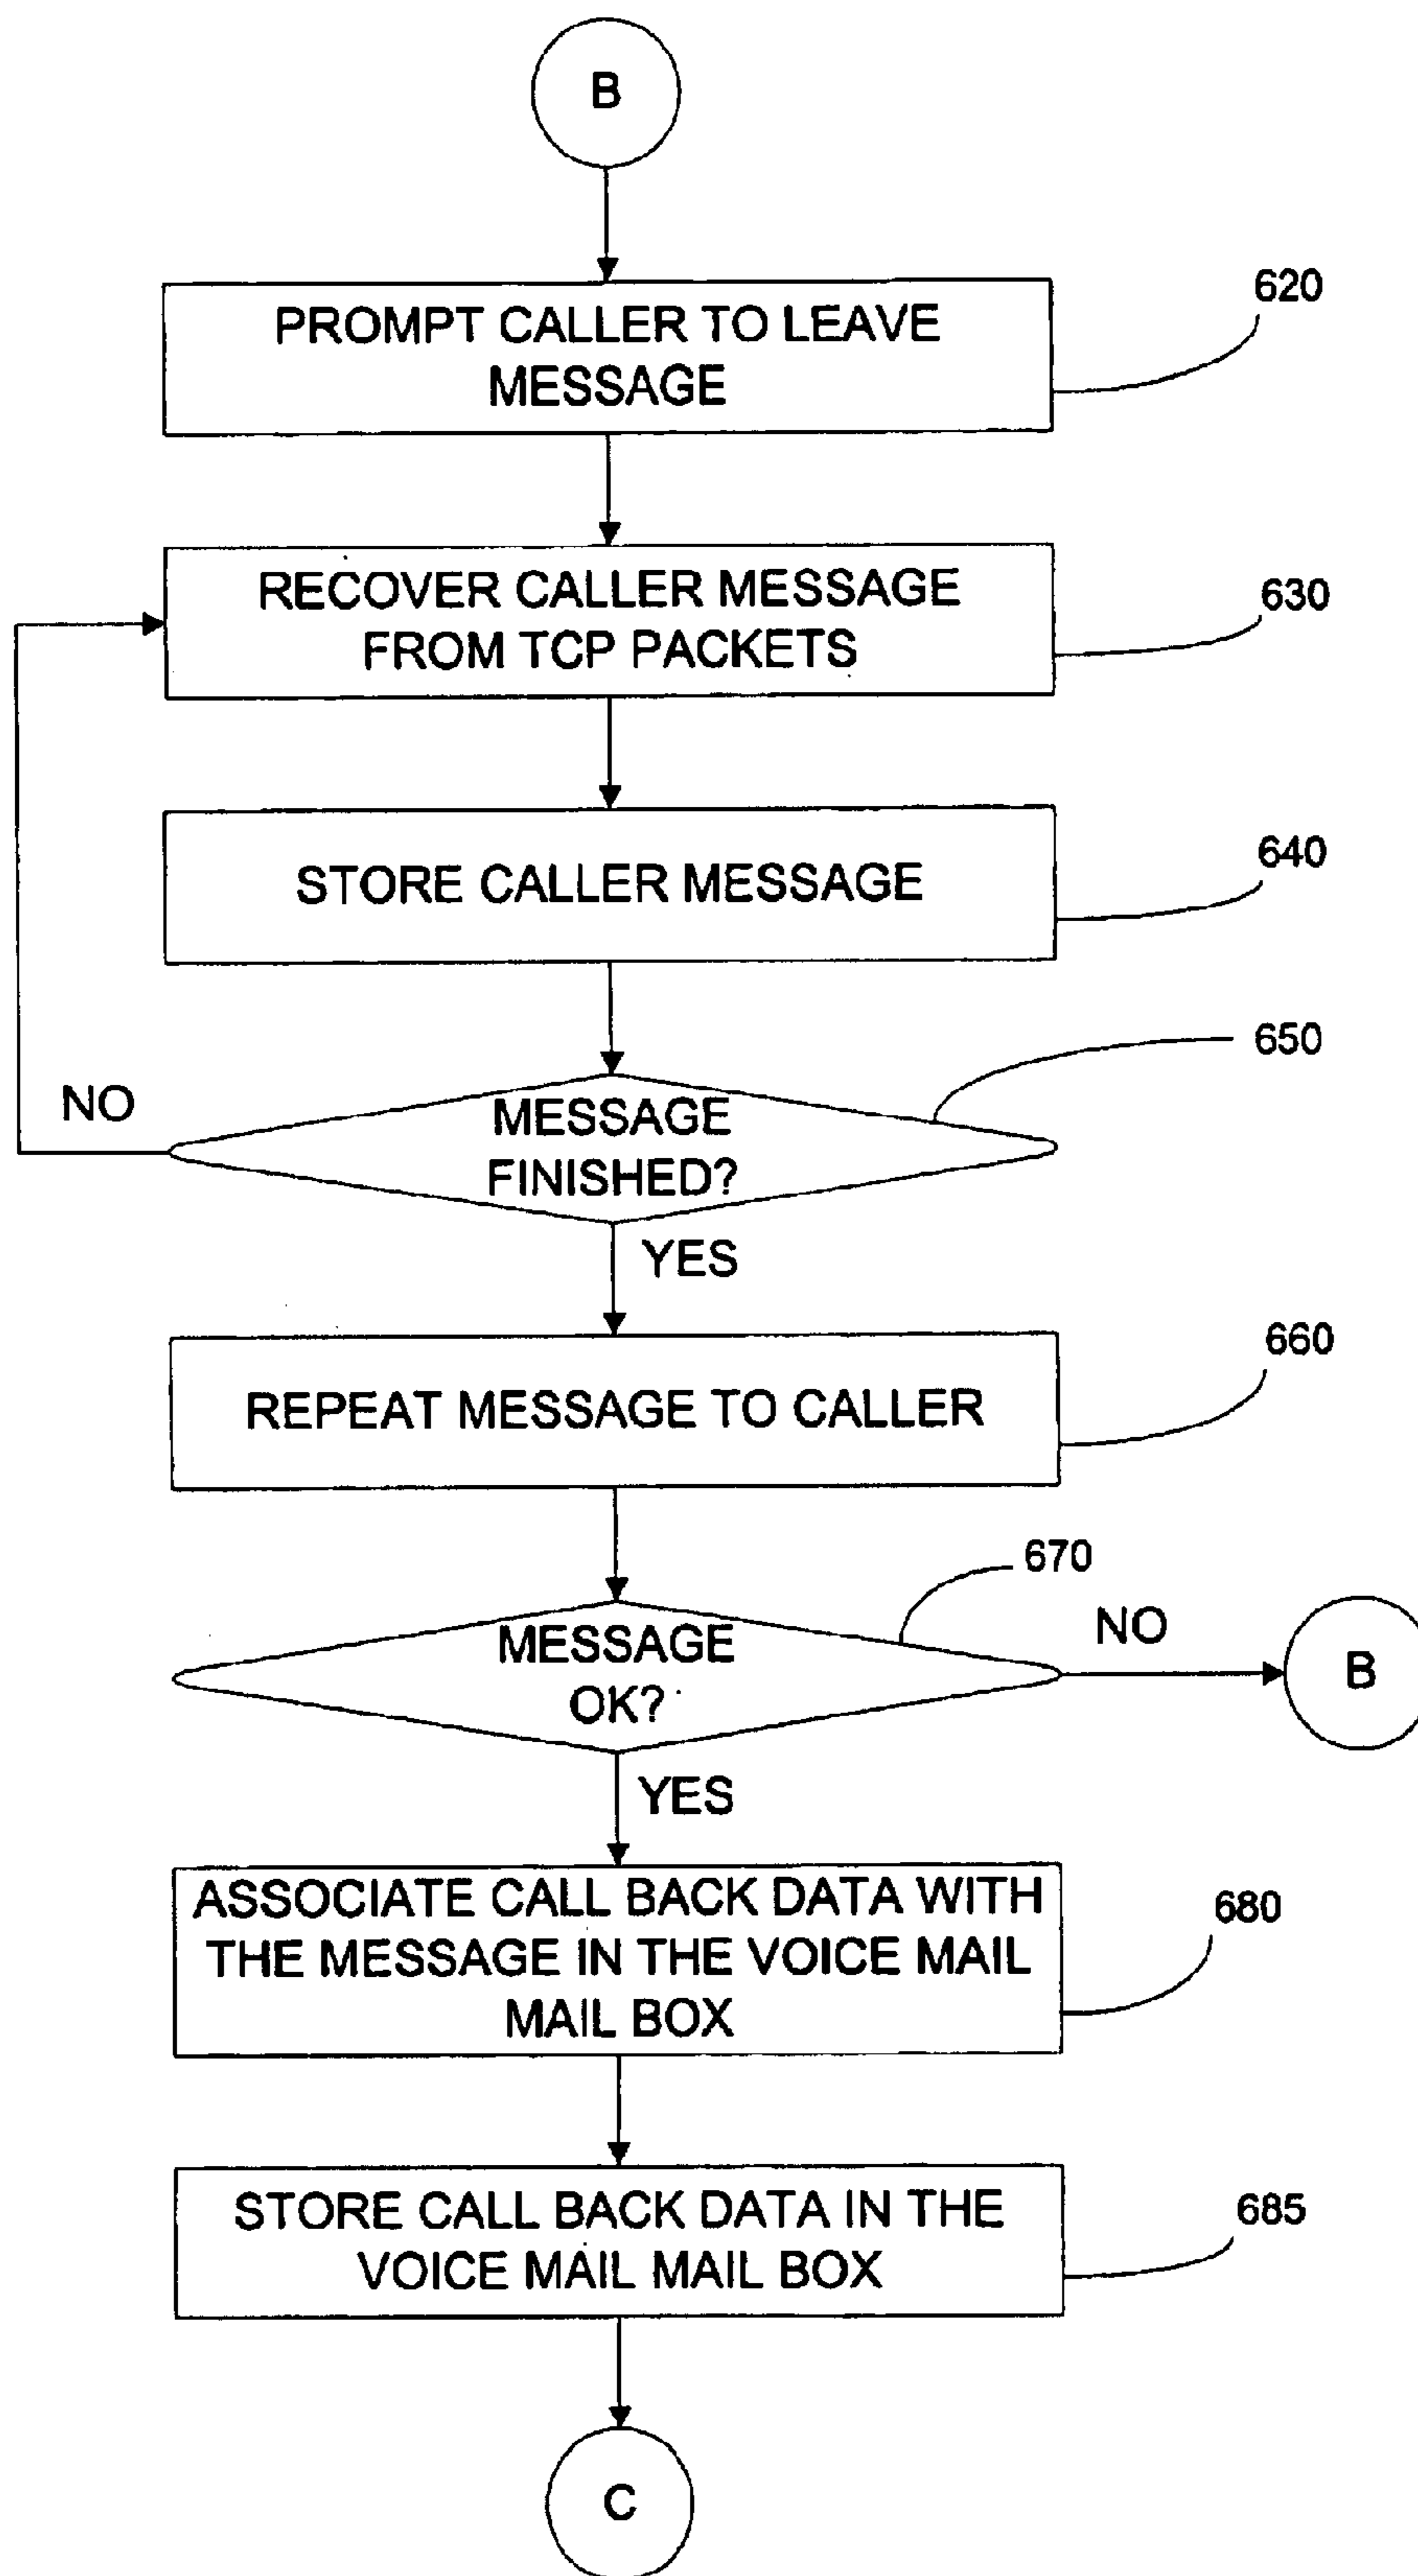 B
PROMPT CALLER TO LEAVE
MESSAGE
620
RECOVER CALLER MESSAGE
FROM TCP PACKETS
630
STORE CALLER MESSAGE
640
650
NO
MESSAGE
FINISHED?
YES
660
REPEAT MESSAGE TO CALLER
670
MESSAGE
OK?
NO
B
YES
ASSOCIATE CALL BACK DATA WITH
THE MESSAGE IN THE VOICE MAIL
MAIL BOX
680
STORE CALL BACK DATA IN THE
VOICE MAIL MAIL BOX
685
C